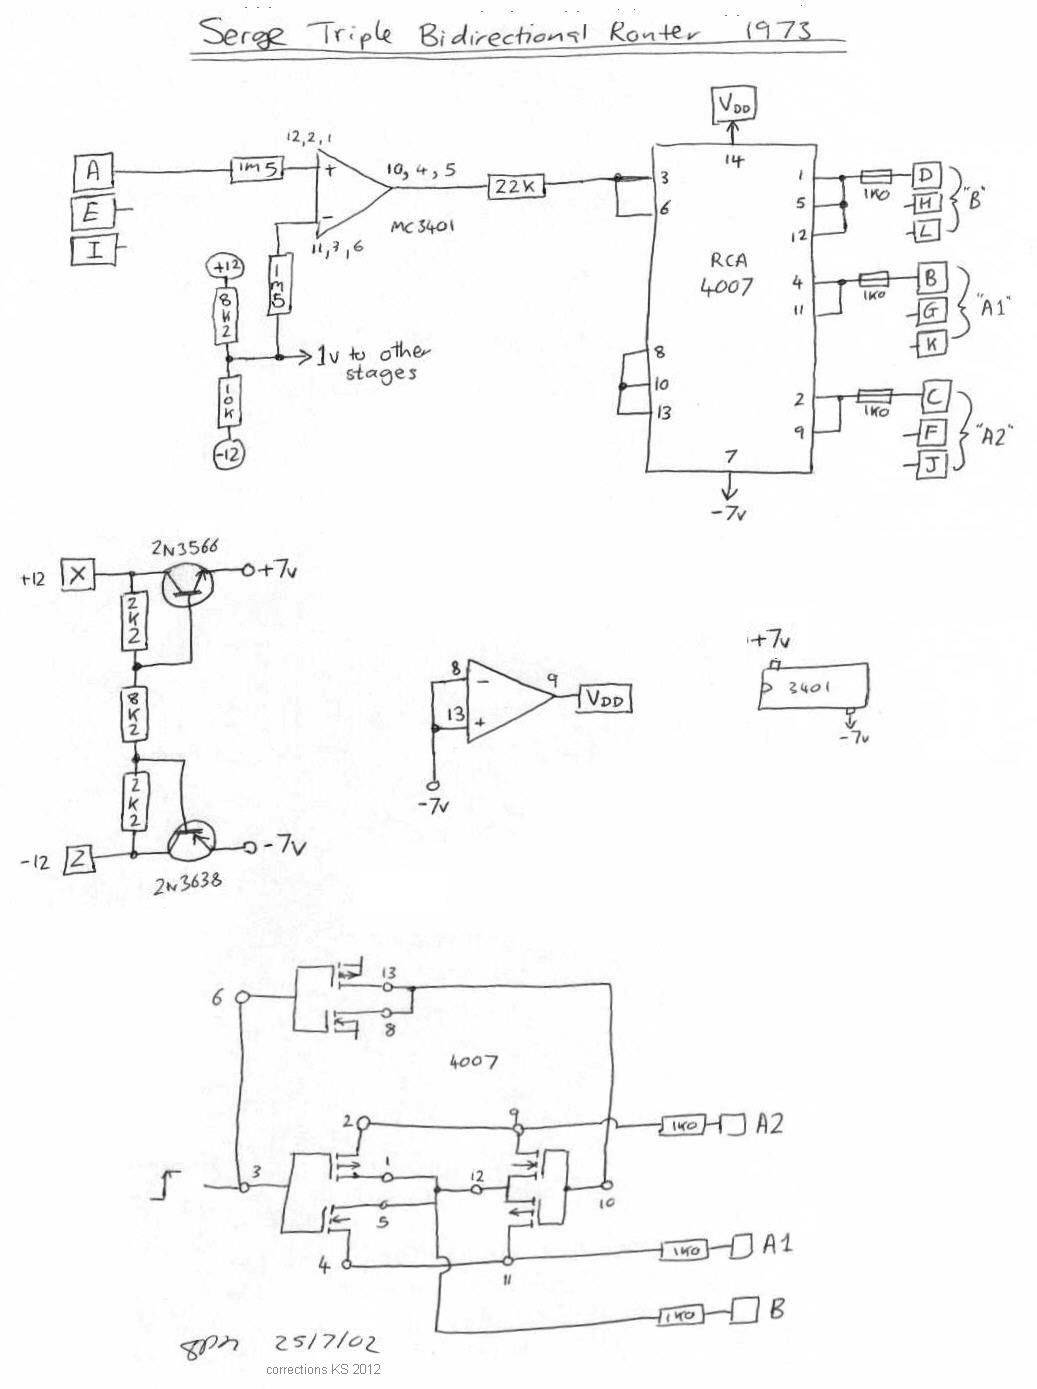 Serge Triple Bidirectional Router 1973
VDD
12,2,1
14
A
1M5
+
10,4,5
22K
3
1
1K0
D
E
6
5
H
"B"
I
-
MC3401
12
L
11,3,6
RCA
4007
+12
1M5
4
1K0
B
8K2
11
G
"A1"
K
1v to other
stages
8
10K
10
2
1K0
C
13
9
F
"A2"
-12
7
J
-7v
2N3566
+12
X
+7v
2K2
8K2
2K2
-12
Z
-7v
2N3638
8
-
9
VDD
13
+
-7v
+7v
3401
-7v
6
13
8
4007
2
9
1K0
A2
3
1
12
10
5
4
11
1K0
A1
1K0
B
25/7/02
corrections KS 2012